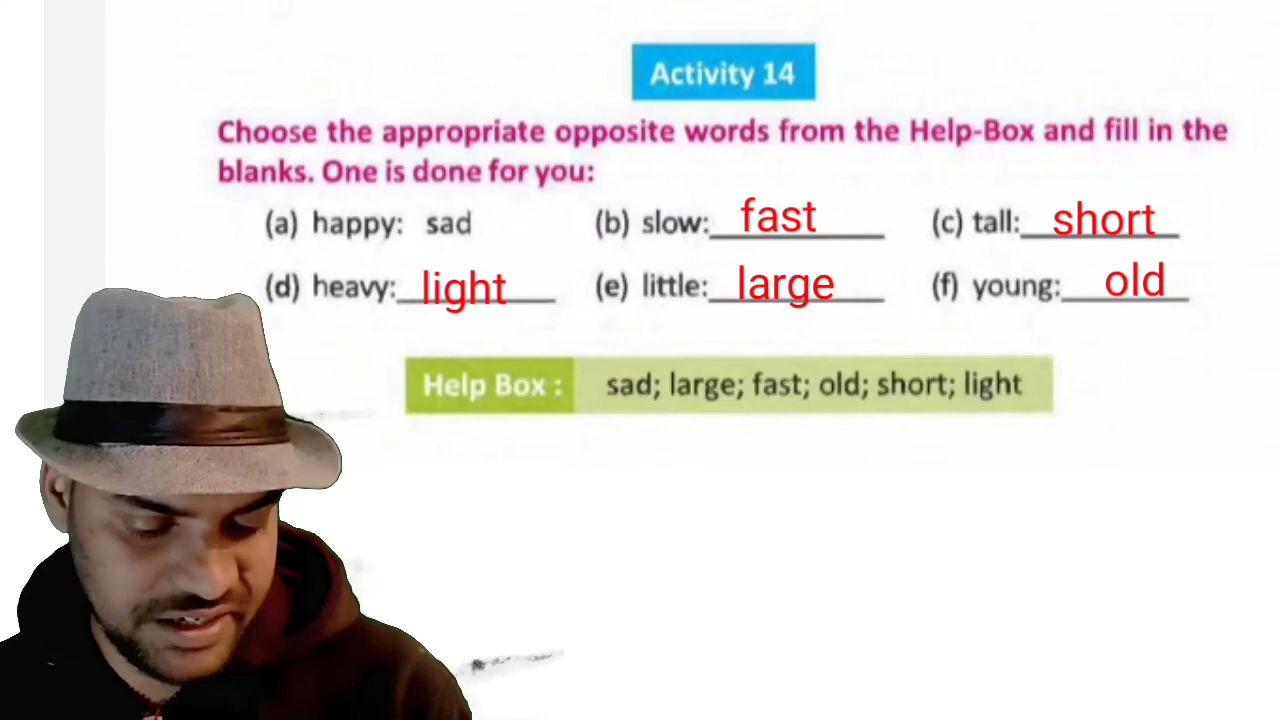 Activity 14
Choose the appropriate opposite words from the Help-Box and fill in the
blanks. One is done for you:
(a) happy: sad (b) slow: fast (c) tall: short
(d) heavy: light (e) little: large (f) young: old
Help Box : sad; large; fast; old; short; light